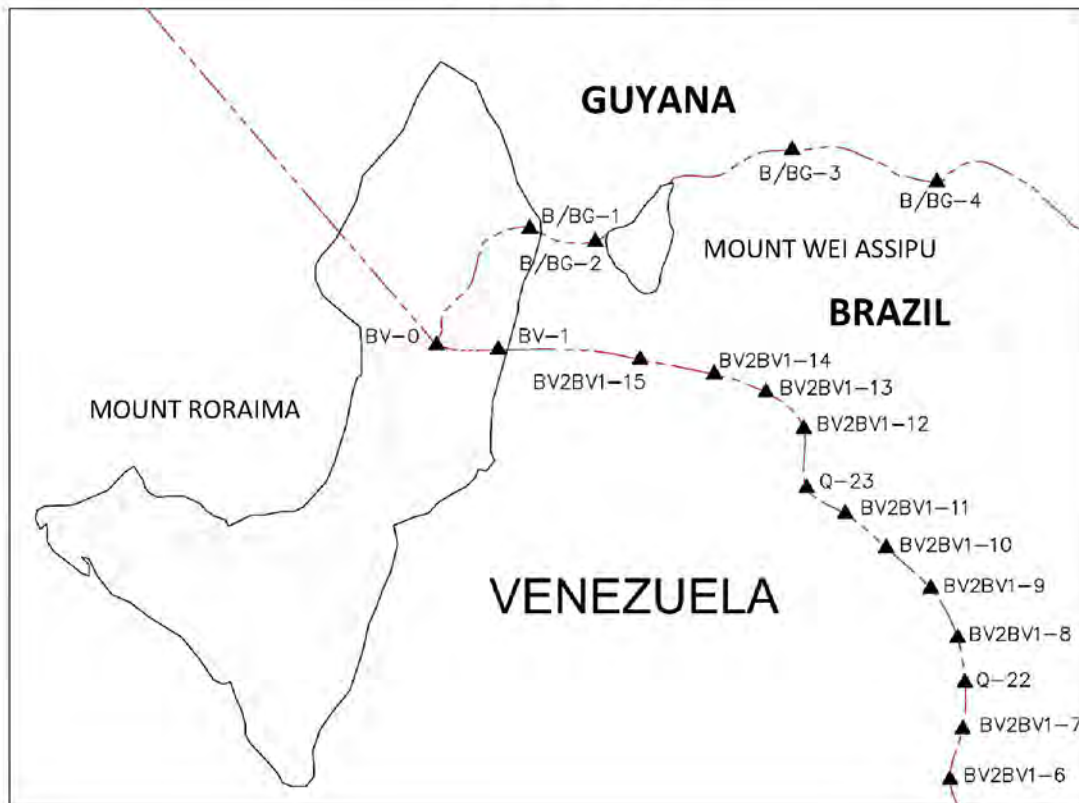 GUYANA
B/BG-3
B/BG-4
B/BG-1
B/BG-2
MOUNT WEI ASSIPU
BRAZIL
BV-0
BV-1
BV2BV1-15
BV2BV1-14
BV2BV1-13
MOUNT RORAIMA
BV2BV1-12
Q-23
BV2BV1-11
BV2BV1-10
VENEZUELA
BV2BV1-9
BV2BV1-8
Q-22
BV2BV1-7
BV2BV1-6